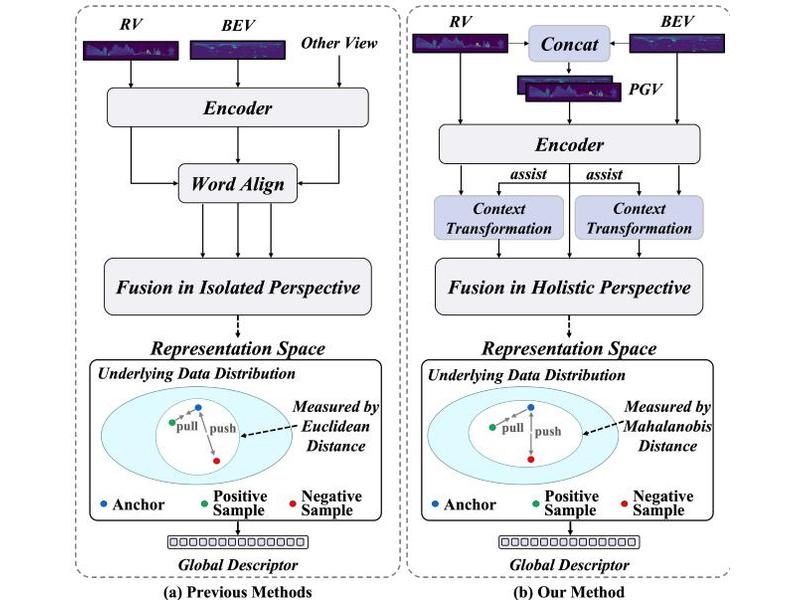 RV
BEV
Other View
Encoder
Word Align
Fusion in Isolated Perspective
Representation Space
Underlying Data Distribution
pull
push
Measured by
Euclidean
Distance
Anchor
Positive
Sample
Negative
Sample
Global Descriptor
(a) Previous Methods
RV
Concat
BEV
PGV
Encoder
assist
assist
Context
Transformation
Context
Transformation
Fusion in Holistic Perspective
Representation Space
Underlying Data Distribution
pull
push
Measured by
Mahalanobis
Distance
Anchor
Positive
Sample
Negative
Sample
Global Descriptor
(b) Our Method